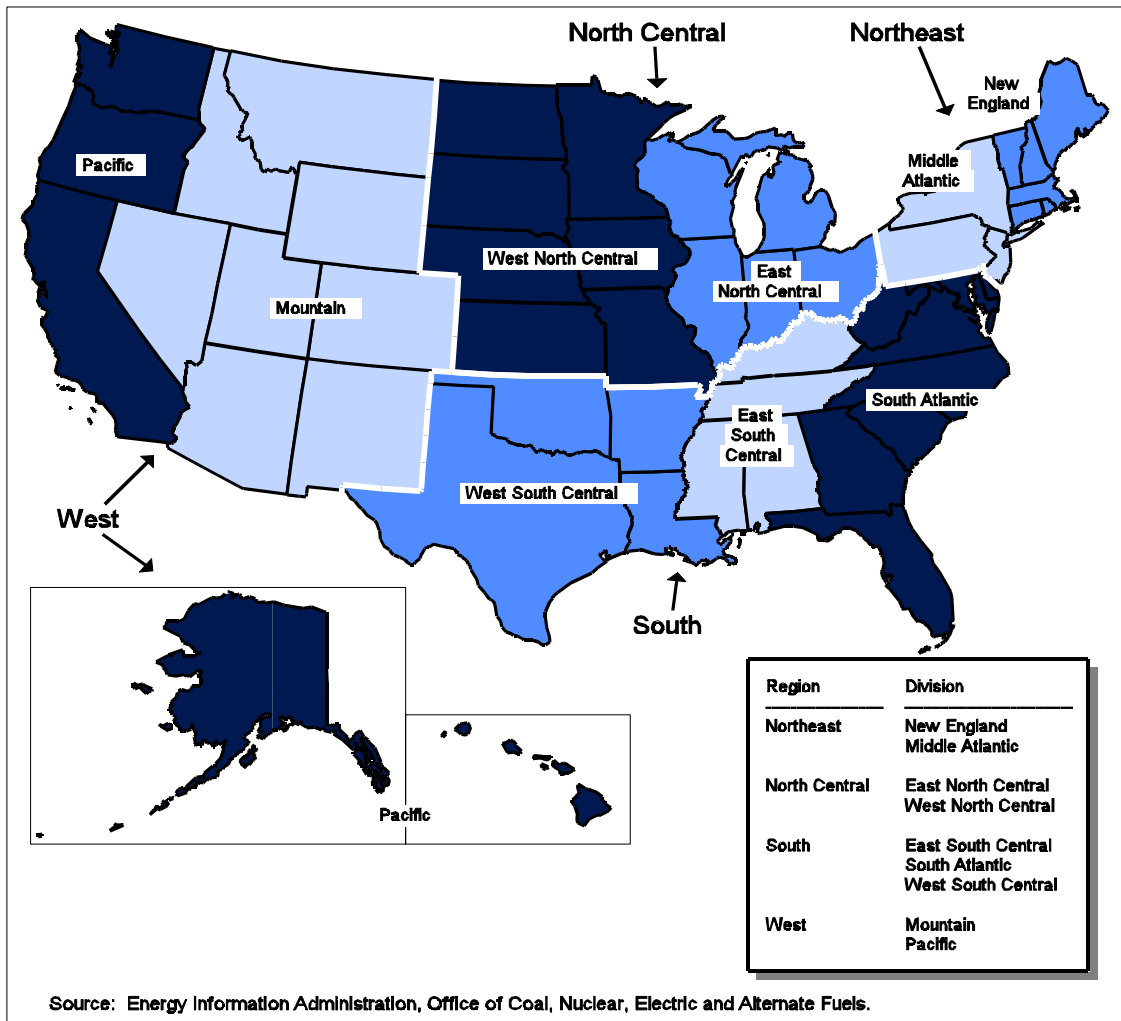 North Central
Northeast
New
England
Pacific
Middle
Atlantic
West North Central
East
North Central
Mountain
South Atlantic
East
South
Central
West South Central
West
South
Pacific
Region Division
Northeast New England
Middle Atlantic
North Central East North Central
West North Central
South East South Central
South Atlantic
West South Central
West Mountain
Pacific
Source: Energy Information Administration, Office of Coal, Nuclear, Electric and Alternate Fuels.